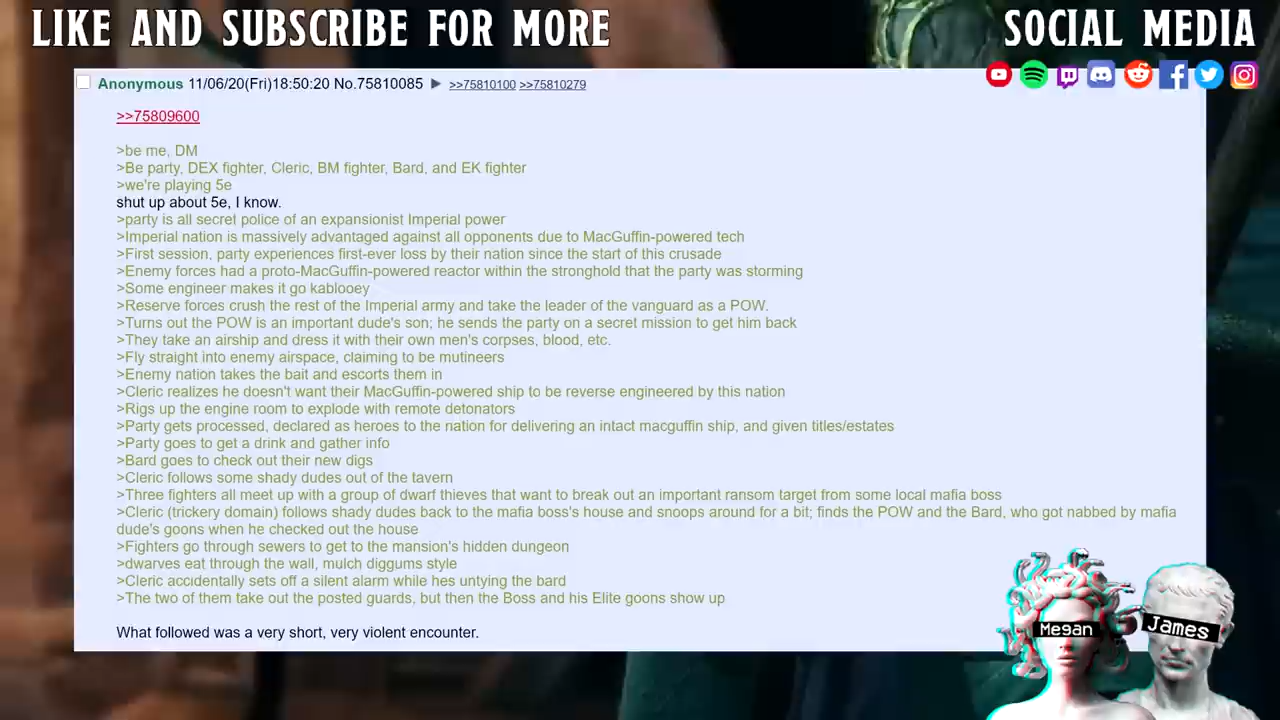 LIKE AND SUBSCRIBE FOR MORE
SOCIAL MEDIA
Anonymous 11/06/20(Fri)18:50:20 No.75810085 ▶ >>75810100 >>75810279
>>75809600
>be me, DM
>Be party, DEX fighter, Cleric, BM fighter, Bard, and EK fighter
>we're playing 5e
shut up about 5e, I know.
>party is all secret police of an expansionist Imperial power
>Imperial nation is massively advantaged against all opponents due to MacGuffin-powered tech
>First session, party experiences first-ever loss by their nation since the start of this crusade
>Enemy forces had a proto-MacGuffin-powered reactor within the stronghold that the party was storming
>Some engineer makes it go kablooey
>Reserve forces crush the rest of the Imperial army and take the leader of the vanguard as a POW.
>Turns out the POW is an important dude's son; he sends the party on a secret mission to get him back
>They take an airship and dress it with their own men's corpses, blood, etc.
>Fly straight into enemy airspace, claiming to be mutineers
>Enemy nation takes the bait and escorts them in
>Cleric realizes he doesn't want their MacGuffin-powered ship to be reverse engineered by this nation
>Rigs up the engine room to explode with remote detonators
>Party gets processed, declared as heroes to the nation for delivering an intact macguffin ship, and given titles/estates
>Party goes to get a drink and gather info
>Bard goes to check out their new digs
>Cleric follows some shady dudes out of the tavern
>Three fighters all meet up with a group of dwarf thieves that want to break out an important ransom target from some local mafia boss
>Cleric (trickery domain) follows shady dudes back to the mafia boss's house and snoops around for a bit; finds the POW and the Bard, who got nabbed by mafia
dude's goons when he checked out the house
>Fighters go through sewers to get to the mansion's hidden dungeon
>dwarves eat through the wall, mulch diggums style
>Cleric accidentally sets off a silent alarm while hes untying the bard
>The two of them take out the posted guards, but then the Boss and his Elite goons show up
What followed was a very short, very violent encounter.
Megan
James